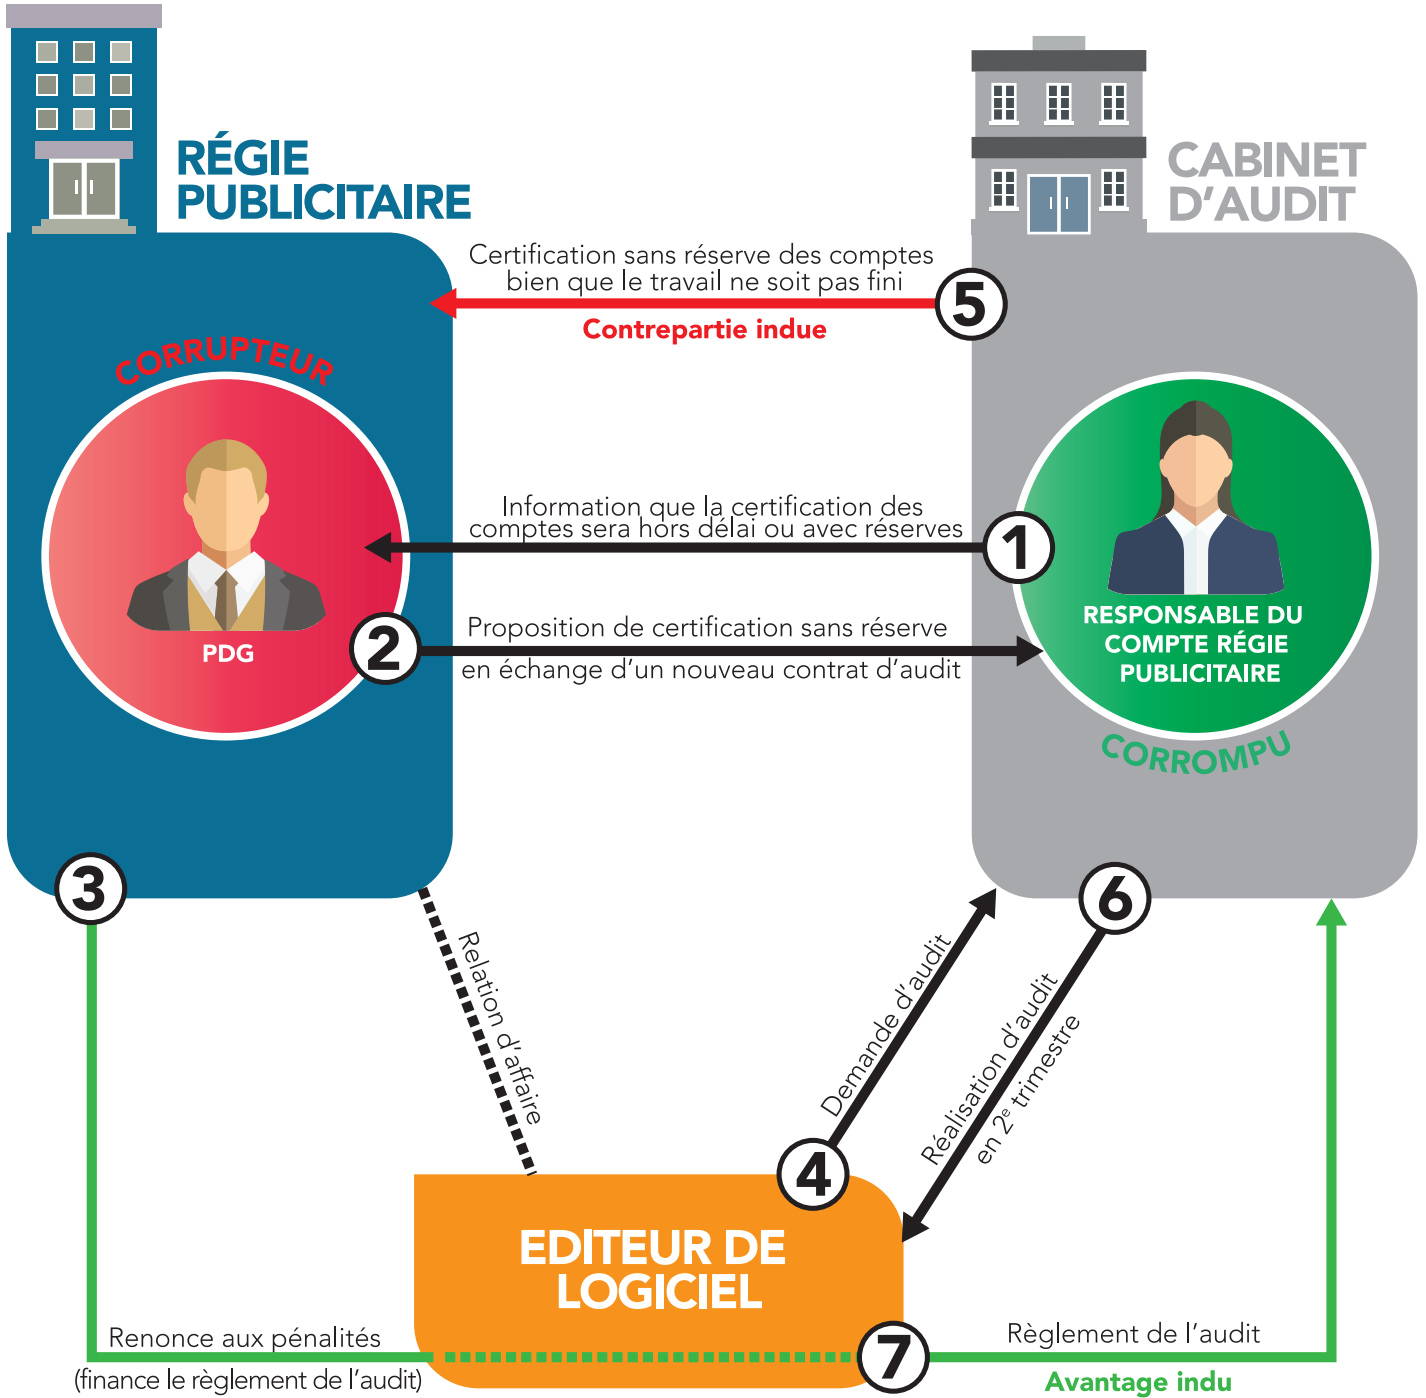 RÉGIE
PUBLICITAIRE
CABINET
D'AUDIT
Certification sans réserve des comptes
bien que le travail ne soit pas fini
5
Contrepartie indue
CORRUPTEUR
Information que la certification des
comptes sera hors délai ou avec réserves
1
2
Proposition de certification sans réserve
en échange d'un nouveau contrat d'audit
PDG
RESPONSABLE DU
COMPTE RÉGIE
PUBLICITAIRE
CORROMPU
3
6
Relation d'affaire
Demande d'audit
Réalisation d'audit
en 2e trimestre
4
EDITEUR DE
LOGICIEL
Renonce aux pénalités
(finance le règlement de l'audit)
7
Règlement de l'audit
Avantage indu